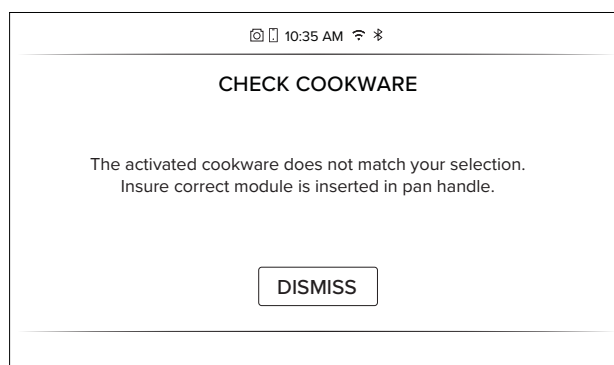 10:35 AM
CHECK COOKWARE
The activated cookware does not match your selection.
Insure correct module is inserted in pan handle.
DISMISS